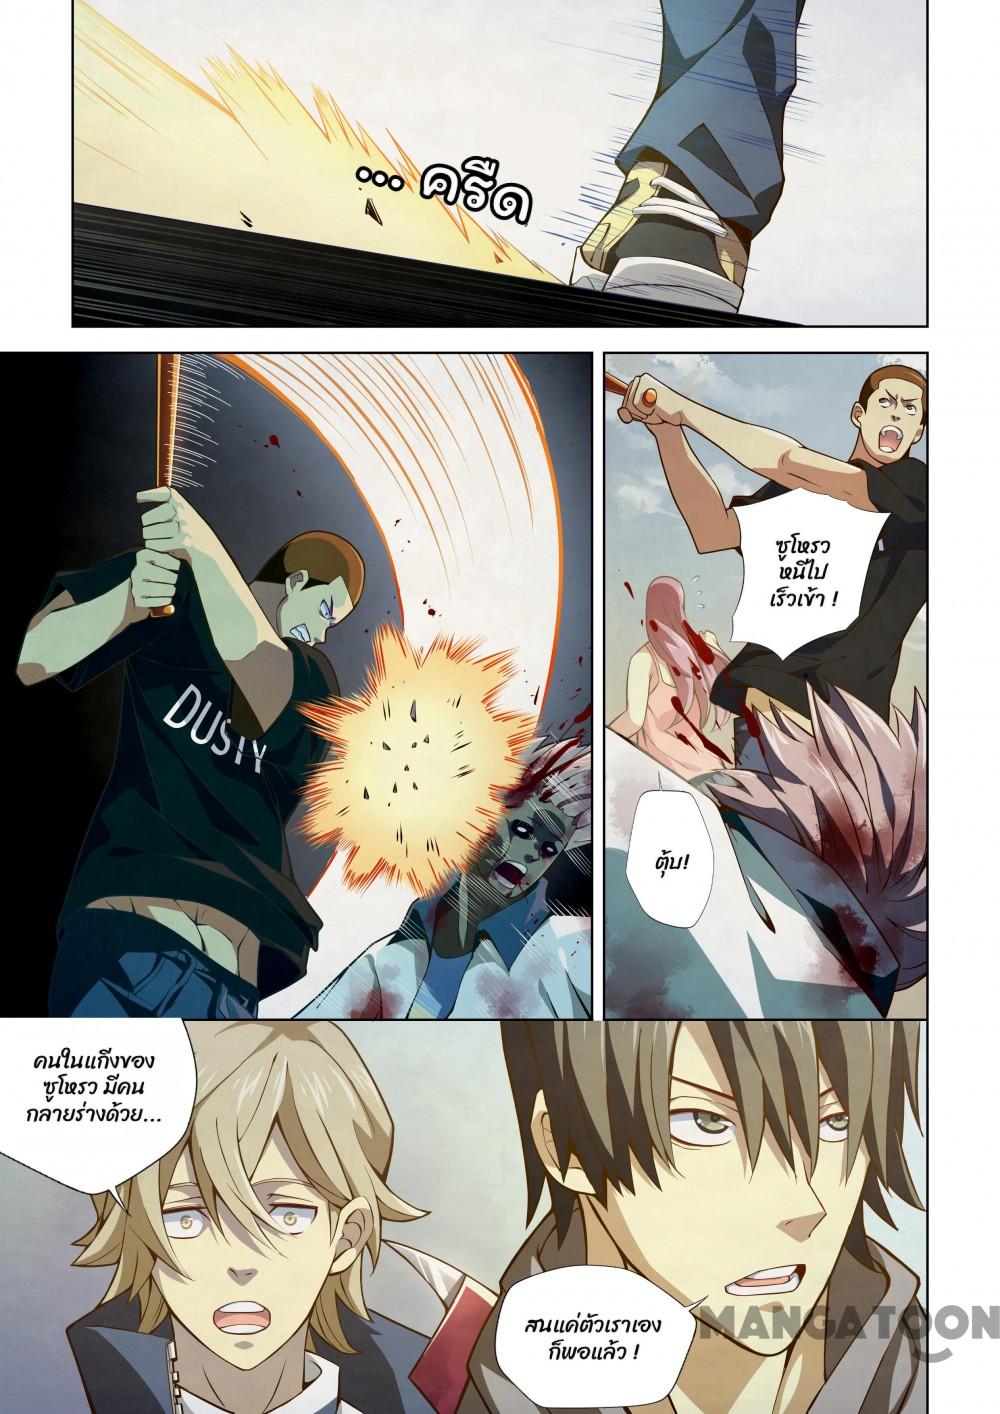 ... ครืด
ซูโหรว
หนีไป
เร็วเข้า !
ตุ้บ!
DUSTY
คนในแก๊งของ
ซูโหรว มีคน
กลายร่างด้วย...
สนแค่ตัวเราเอง
ก็พอแล้ว !
MANGATOON